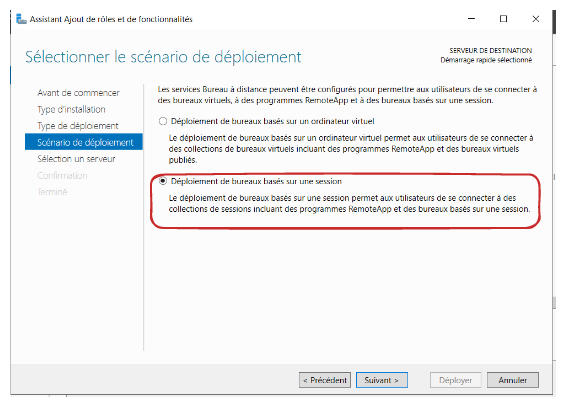 Assistant Ajout de rôles et de fonctionnalités
Sélectionner le scénario de déploiement
SERVEUR DE DESTINATION
Démarrage rapide sélectionné
Avant de commencer
Type d'installation
Type de déploiement
Scénario de déploiement
Sélection un serveur
Confirmation
Terminé
Les services Bureau à distance peuvent être configurés pour permettre aux utilisateurs de se connecter à
des bureaux virtuels, à des programmes RemoteApp et à des bureaux basés sur une session.
Déploiement de bureaux basés sur un ordinateur virtuel
Le déploiement de bureaux basés sur un ordinateur virtuel permet aux utilisateurs de se connecter à
des collections de bureaux virtuels incluant des programmes RemoteApp et des bureaux virtuels
publiés.
Déploiement de bureaux basés sur une session
Le déploiement de bureaux basés sur une session permet aux utilisateurs de se connecter à des
collections de sessions incluant des programmes RemoteApp et des bureaux basés sur une session.
< Précédent
Suivant >
Déployer
Annuler